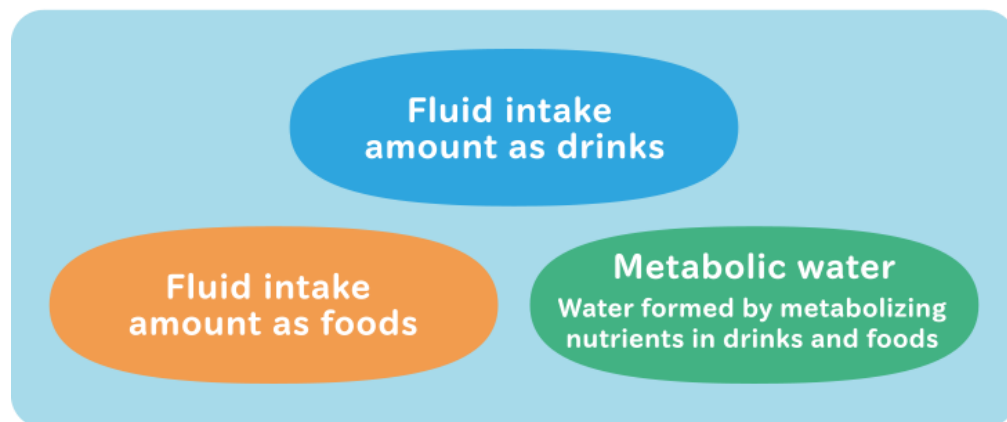 Fluid intake
amount as drinks
Fluid intake
amount as foods
Metabolic water
Water formed by metabolizing
nutrients in drinks and foods